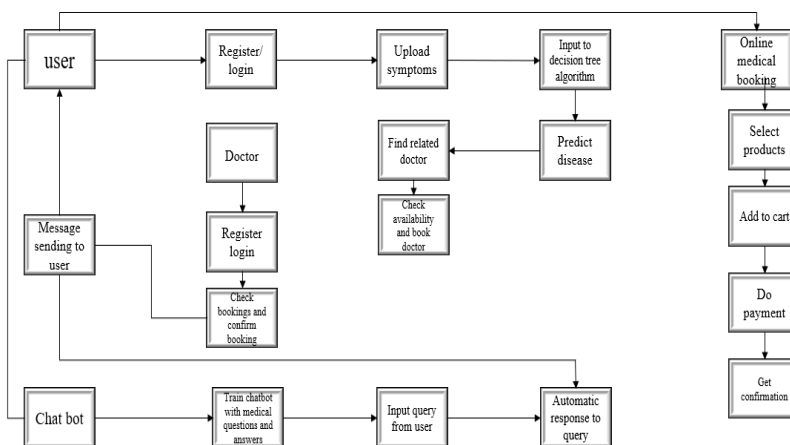 user
Register/
login
Upload
symptoms
Input to
decision tree
algorithm
Online
medical
booking
Doctor
Find related
doctor
Predict
disease
Select
products
Message
sending to
user
Register
login
Check
availability
and book
doctor
Add to cart
Check
bookings and
confirm
booking
Do
payment
Chat bot
Train chatbot
with medical
questions and
answers
Input query
from user
Automatic
response to
query
Get
confirmation